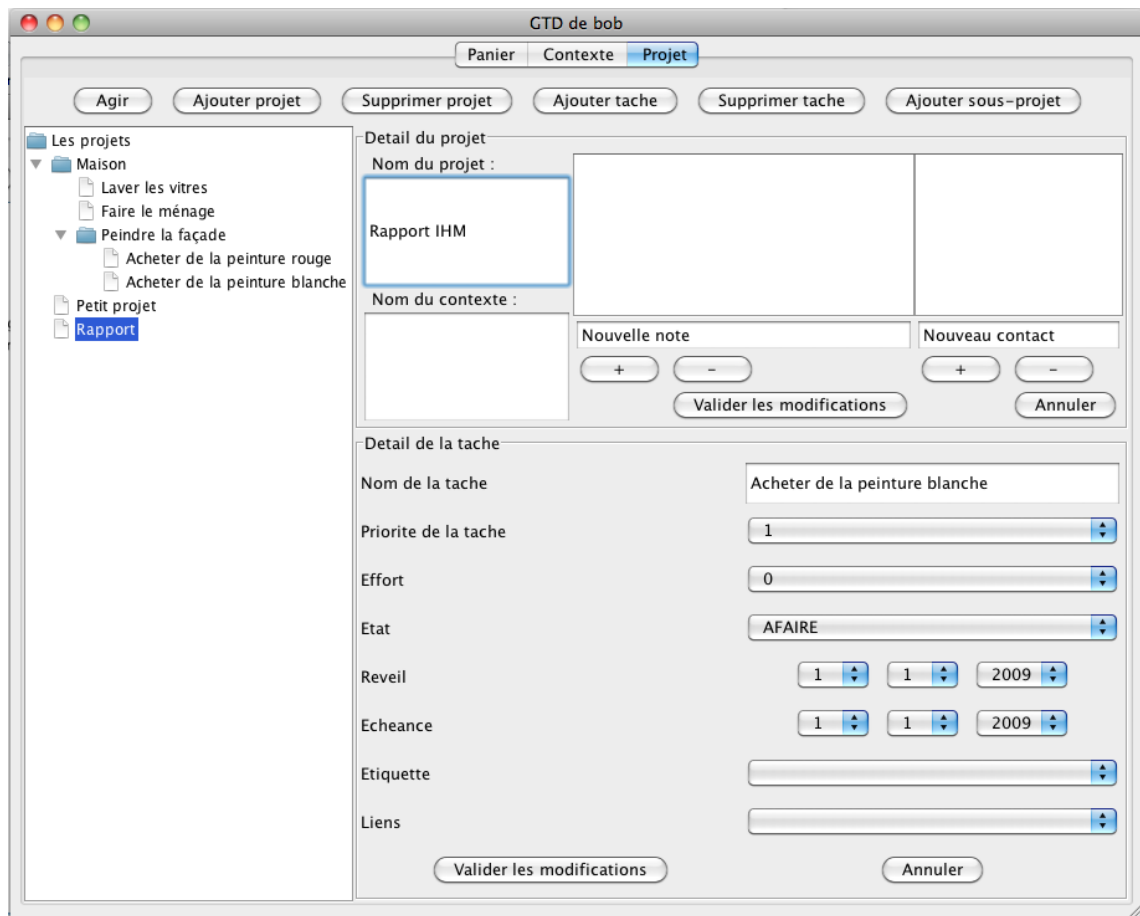 GTD de bob
Panier Contexte Projet
Agir Ajouter projet Supprimer projet Ajouter tache Supprimer tache Ajouter sous-projet
Les projets
Maison
Laver les vitres
Faire le ménage
Peindre la façade
Acheter de la peinture rouge
Acheter de la peinture blanche
Petit projet
Rapport
Detail du projet
Nom du projet :
Rapport IHM
Nom du contexte :
Nouvelle note
+ -
Nouveau contact
+ -
Valider les modifications Annuler
Detail de la tache
Nom de la tache Acheter de la peinture blanche
Priorite de la tache 1
Effort 0
Etat AFAIRE
Reveil 1 1 2009
Echeance 1 1 2009
Etiquette
Liens
Valider les modifications Annuler